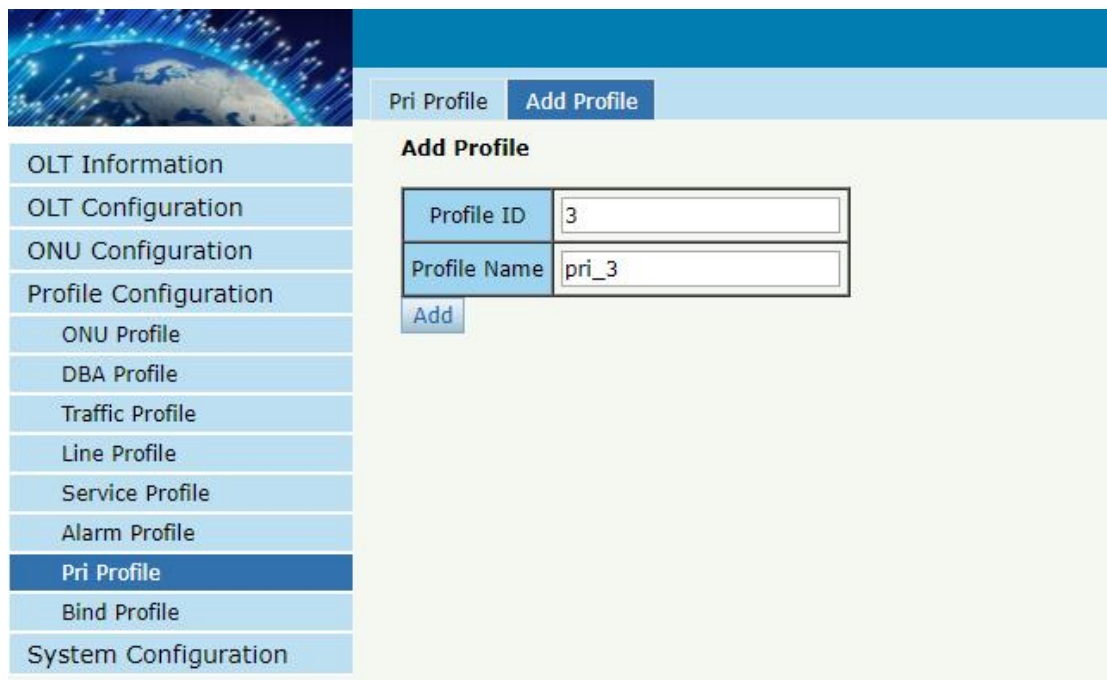 Pri Profile Add Profile
Add Profile
Profile ID 3
Profile Name pri_3
Add
OLT Information
OLT Configuration
ONU Configuration
Profile Configuration
ONU Profile
DBA Profile
Traffic Profile
Line Profile
Service Profile
Alarm Profile
Pri Profile
Bind Profile
System Configuration